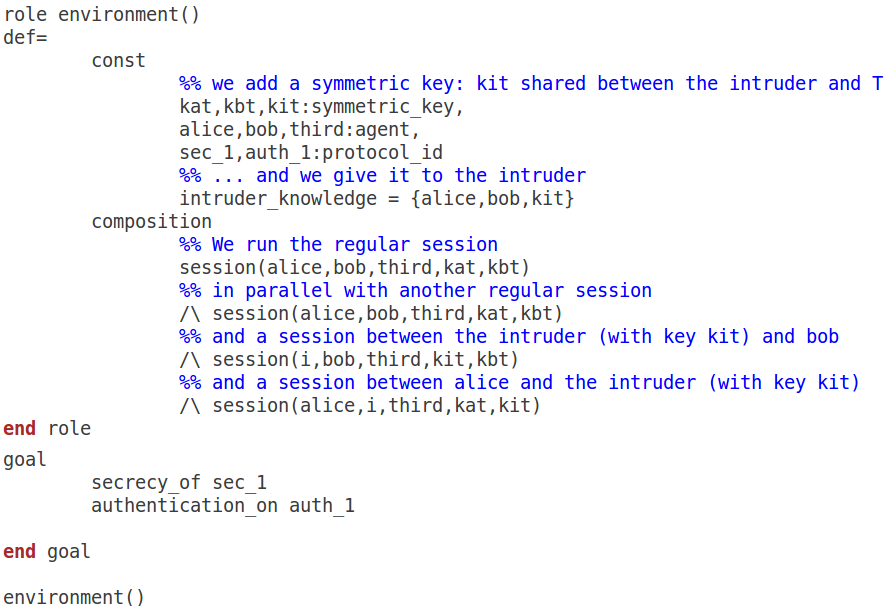 role environment()
def=
        const
                %% we add a symmetric key: kit shared between the intruder and T
                kat,kbt,kit:symmetric_key,
                alice,bob,third:agent,
                sec_1,auth_1:protocol_id
                %% ... and we give it to the intruder
                intruder_knowledge = {alice,bob,kit}
        composition
                %% We run the regular session
                session(alice,bob,third,kat,kbt)
                %% in parallel with another regular session
                /\ session(alice,bob,third,kat,kbt)
                %% and a session between the intruder (with key kit) and bob
                /\ session(i,bob,third,kit,kbt)
                %% and a session between alice and the intruder (with key kit)
                /\ session(alice,i,third,kat,kit)
end role
goal
        secrecy_of sec_1
        authentication_on auth_1
end goal
environment()